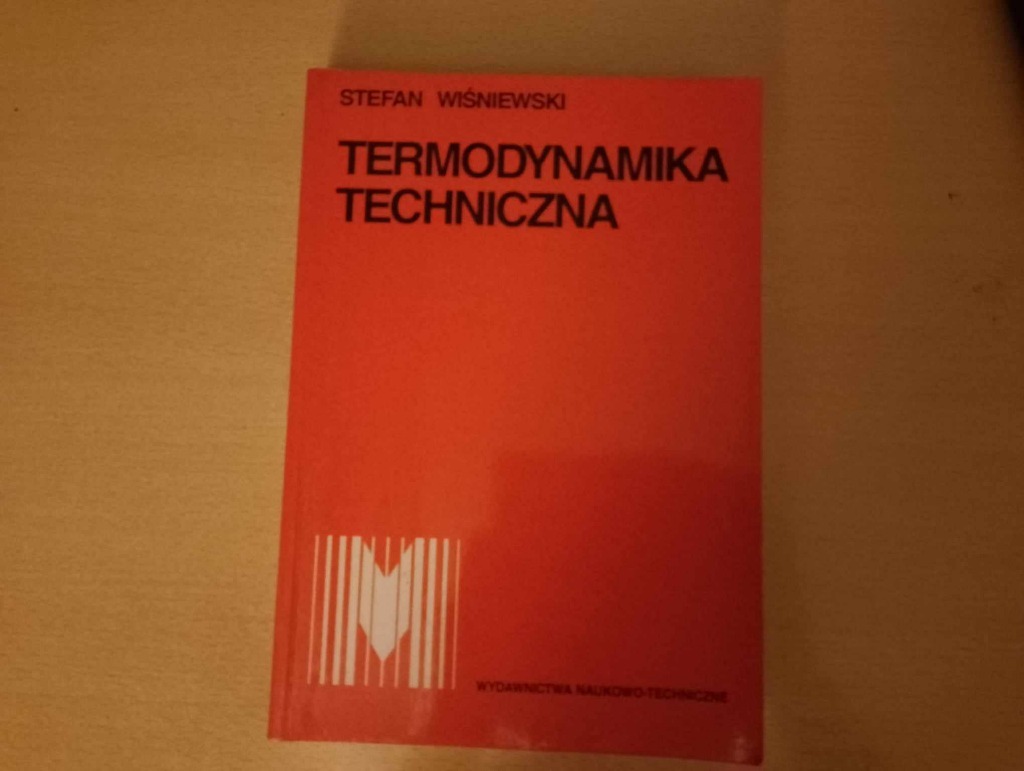 STEFAN WIŚNIEWSKI
TERMODYNAMIKA
TECHNICZNA
WYDAWNICTWA NAUKOWO-TECHNICZNE